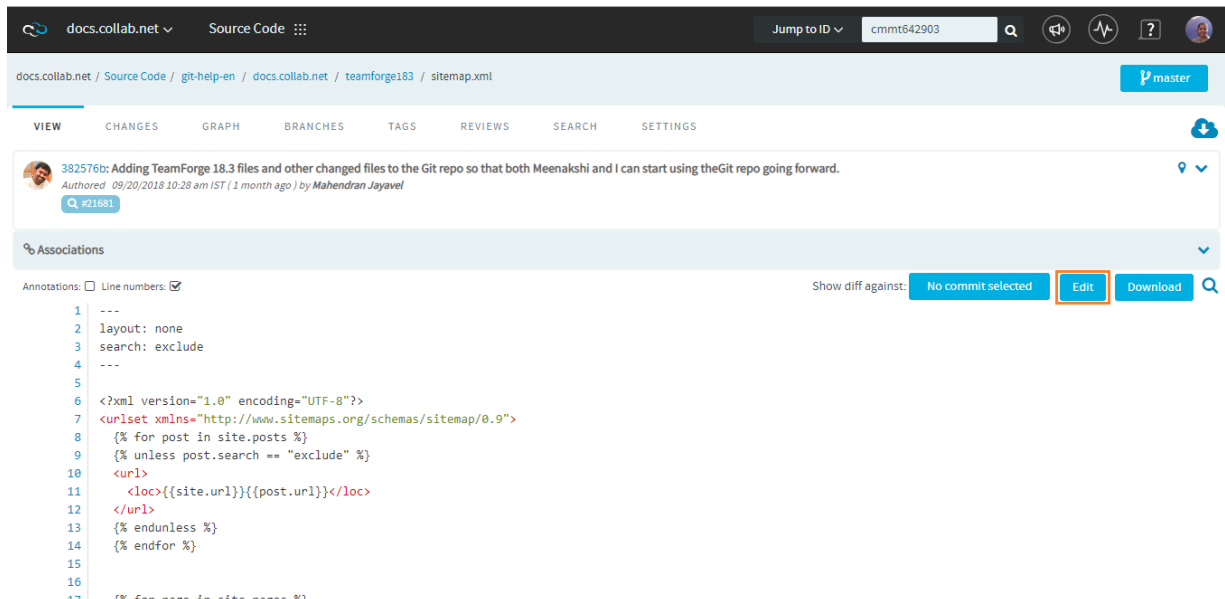 docs.collab.net Source Code Jump to ID cmmt642903 ?
docs.collab.net / Source Code / git-help-en / docs.collab.net / teamforge183 / sitemap.xml master
VIEW CHANGES GRAPH BRANCHES TAGS REVIEWS SEARCH SETTINGS
382576b: Adding TeamForge 18.3 files and other changed files to the Git repo so that both Meenakshi and I can start using theGit repo going forward.
Authored 09/20/2018 10:28 am IST ( 1 month ago ) by Mahendran Jayavel
#21681
Associations
Annotations: Line numbers: Show diff against: No commit selected Edit Download
1 ---
2 layout: none
3 search: exclude
4 ---
5
6 <?xml version="1.0" encoding="UTF-8"?>
7 <urlset xmlns="http://www.sitemaps.org/schemas/sitemap/0.9">
8 {% for post in site.posts %}
9 {% unless post.search == "exclude" %}
10 <url>
11 <loc>{{site.url}}{{post.url}}</loc>
12 </url>
13 {% endunless %}
14 {% endfor %}
15
16
17 {% for page in site.pages %}